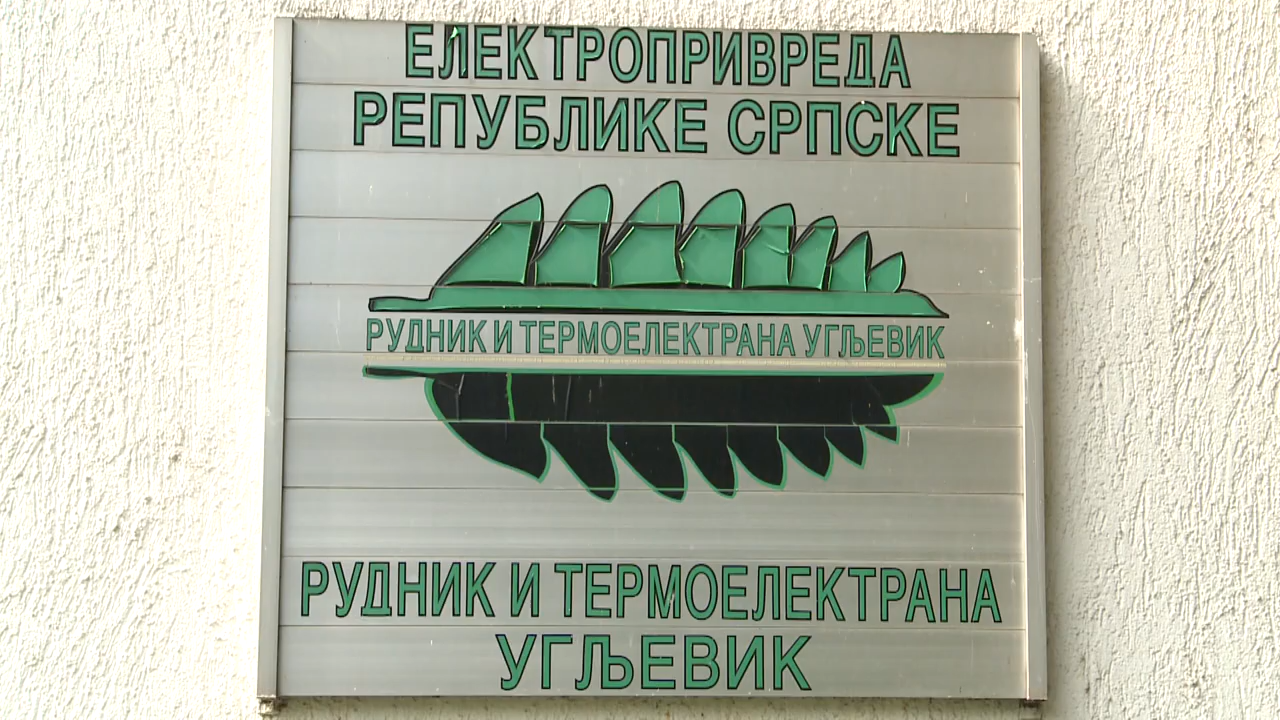 ЕЛЕКТРОПРИВРЕДА
РЕПУБЛИКЕ СРПСКЕ
РУДНИК И ТЕРМОЕЛЕКТРАНА УГЉЕВИК
РУДНИК И ТЕРМОЕЛЕКТРАНА
УГЉЕВИК